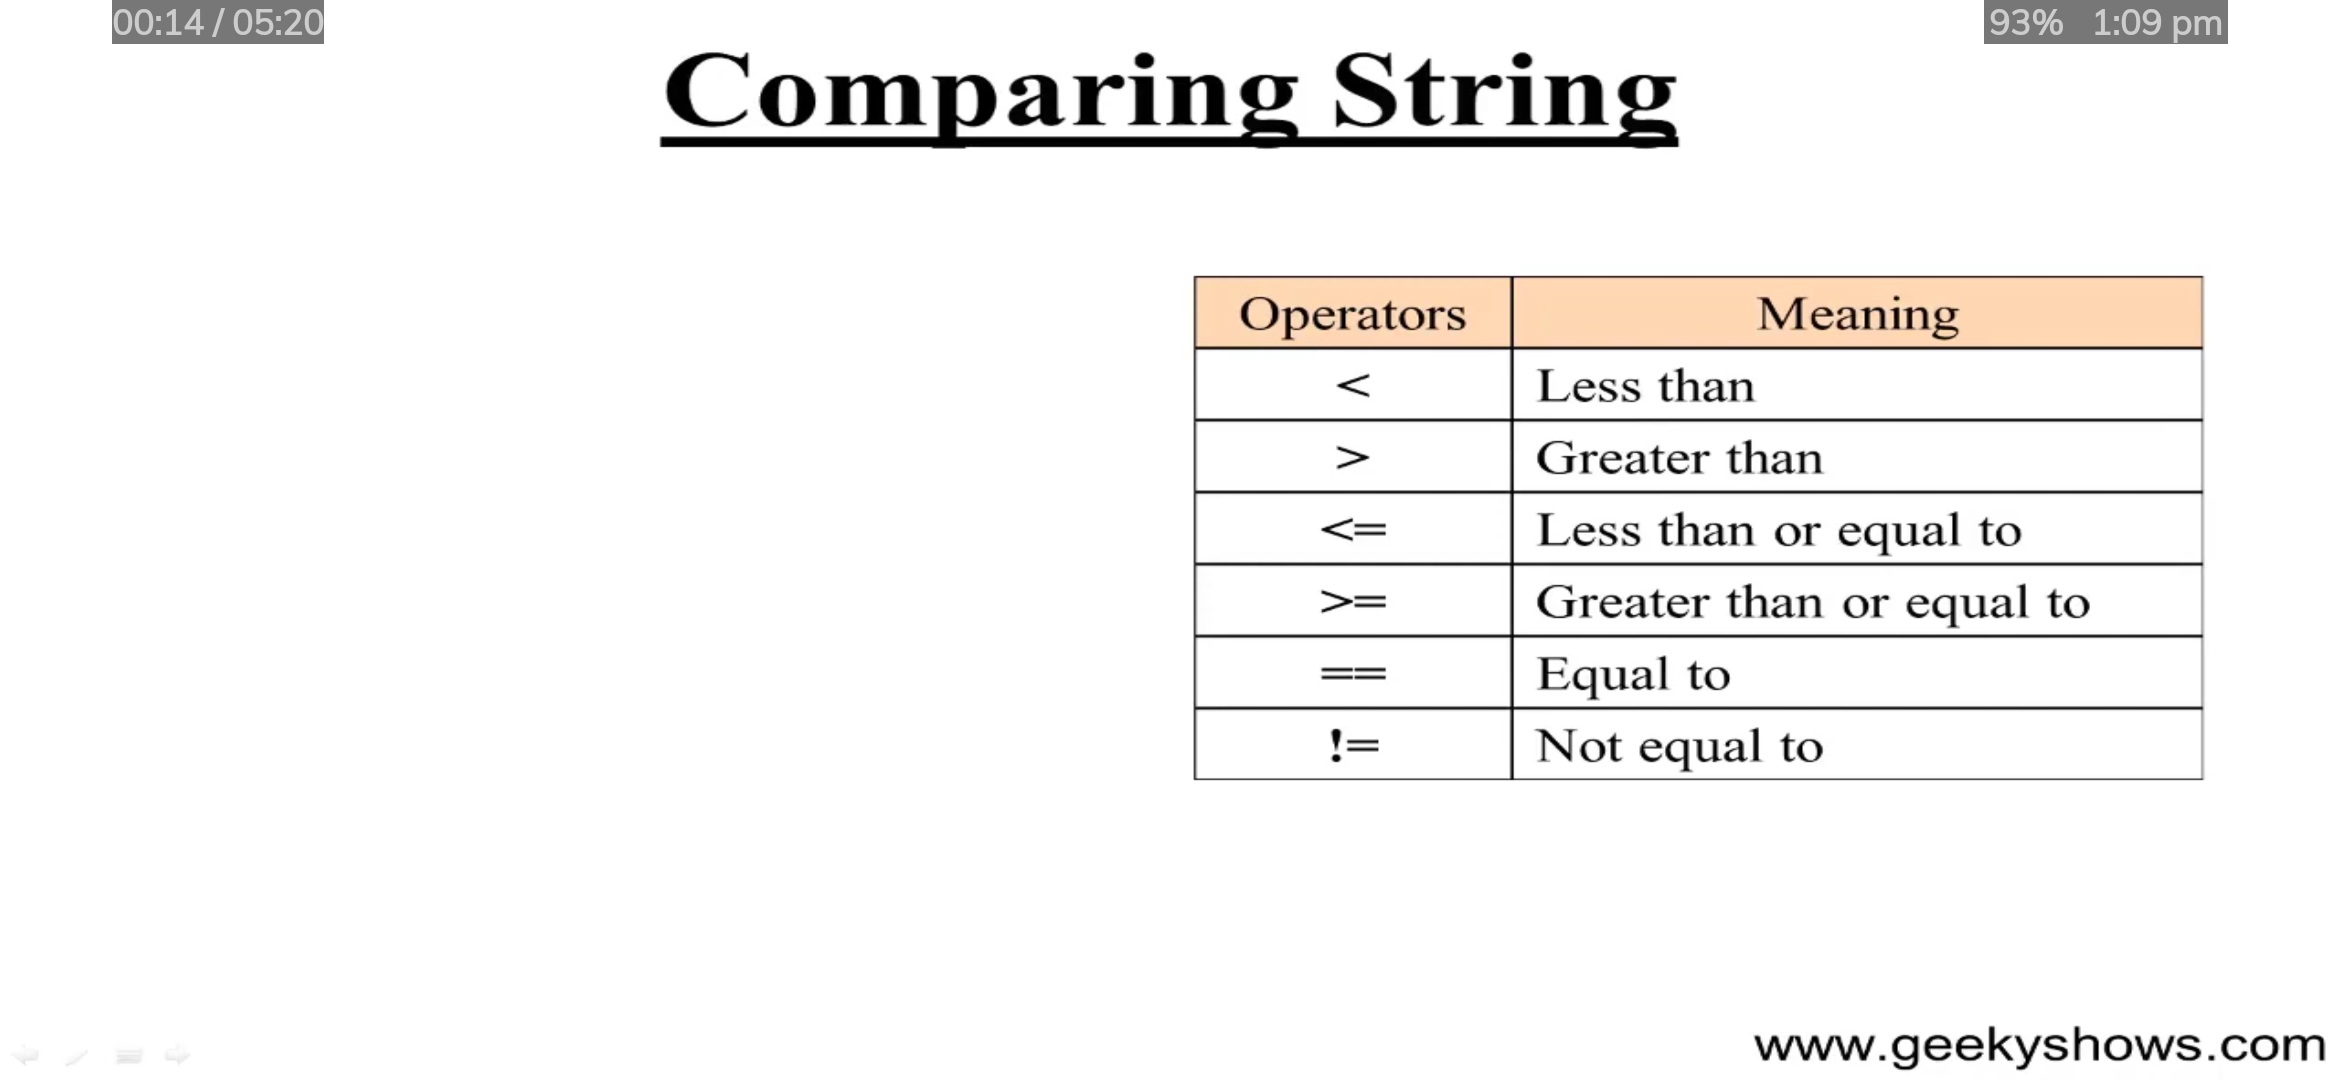 00:14 / 05:20
93% 1:09 pm
Comparing String
Operators Meaning
< Less than
> Greater than
<= Less than or equal to
>= Greater than or equal to
== Equal to
!= Not equal to
www.geekyshows.com